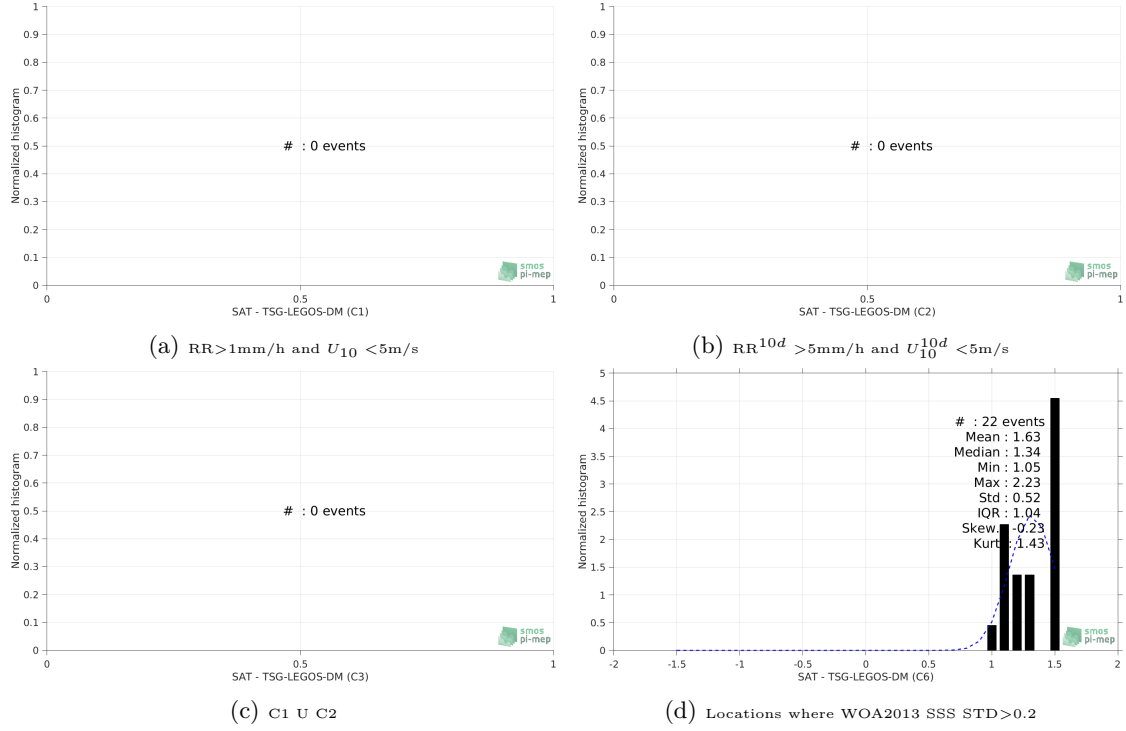 1
0.9
0.8
0.7
0.6
0.5
0.4
0.3
0.2
0.1
0
Normalized histogram
# : 0 events
smos
pi-mep
0 0.5 1
SAT - TSG-LEGOS-DM (C1)
(a) RR>1mm/h and U10 <5m/s
1
0.9
0.8
0.7
0.6
0.5
0.4
0.3
0.2
0.1
0
Normalized histogram
# : 0 events
smos
pi-mep
0 0.5 1
SAT - TSG-LEGOS-DM (C2)
(b) RR^10d >5mm/h and U10^10d <5m/s
1
0.9
0.8
0.7
0.6
0.5
0.4
0.3
0.2
0.1
0
Normalized histogram
# : 0 events
smos
pi-mep
0 0.5 1
SAT - TSG-LEGOS-DM (C3)
(c) C1 U C2
5
4.5
4
3.5
3
2.5
2
1.5
1
0.5
0
Normalized histogram
# : 22 events
Mean : 1.63
Median : 1.34
Min : 1.05
Max : 2.23
Std : 0.52
IQR : 1.04
Skew. : -0.23
Kurt : 1.43
smos
pi-mep
-2 -1.5 -1 -0.5 0 0.5 1 1.5 2
SAT - TSG-LEGOS-DM (C6)
(d) Locations where WOA2013 SSS STD>0.2